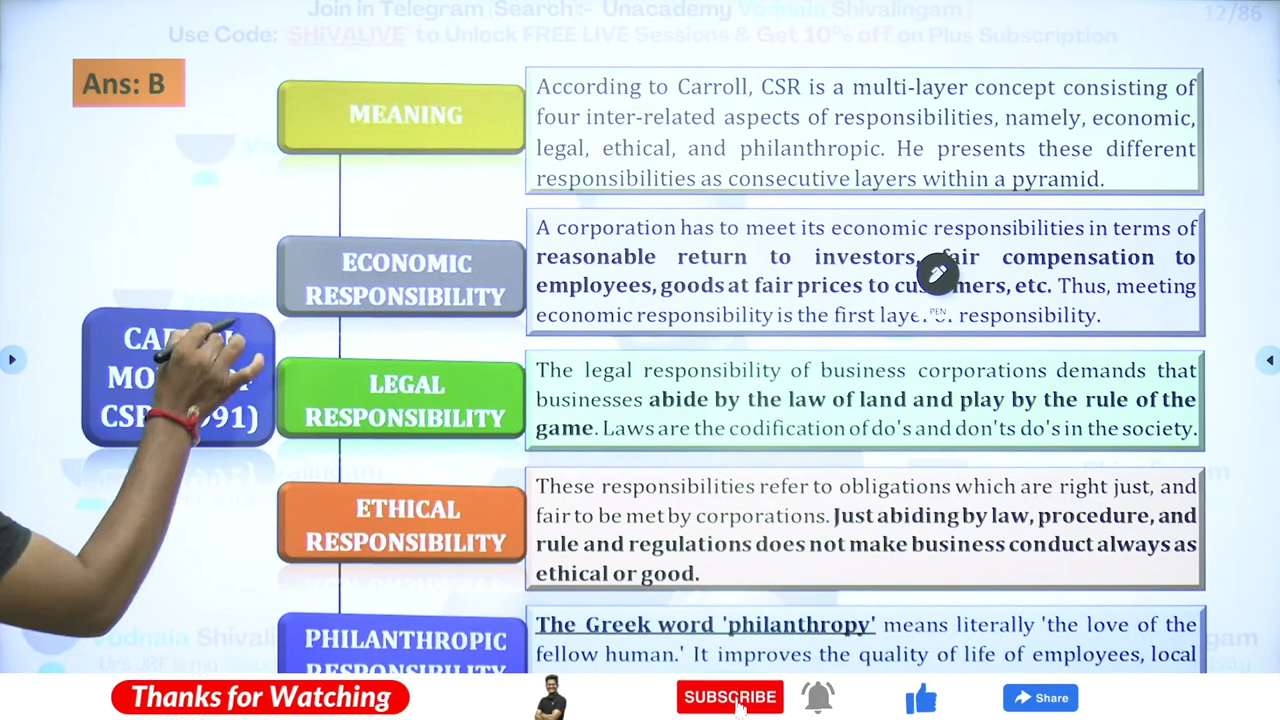 Join in Telegram (Search):- Unacademy Vodnala Shivalingam
12/86
Use Code: 'SHIVALIVE' to Unlock FREE LIVE Sessions & Get 10% off on Plus Subscription
Ans: B
MEANING
According to Carroll, CSR is a multi-layer concept consisting of
four inter-related aspects of responsibilities, namely, economic,
legal, ethical, and philanthropic. He presents these different
responsibilities as consecutive layers within a pyramid.
ECONOMIC
RESPONSIBILITY
A corporation has to meet its economic responsibilities in terms of
reasonable return to investors, fair compensation to
employees, goods at fair prices to customers, etc. Thus, meeting
economic responsibility is the first layer responsibility.
PEN
LEGAL
RESPONSIBILITY
The legal responsibility of business corporations demands that
businesses abide by the law of land and play by the rule of the
game. Laws are the codification of do's and don'ts do's in the society.
ETHICAL
RESPONSIBILITY
These responsibilities refer to obligations which are right just, and
fair to be met by corporations. Just abiding by law, procedure, and
rule and regulations does not make business conduct always as
ethical or good.
PHILANTHROPIC
RESPONSIBILITY
The Greek word 'philanthropy' means literally 'the love of the
fellow human.' It improves the quality of life of employees, local
Vodnala Shivali
Thanks for Watching
SUBSCRIBE
Share